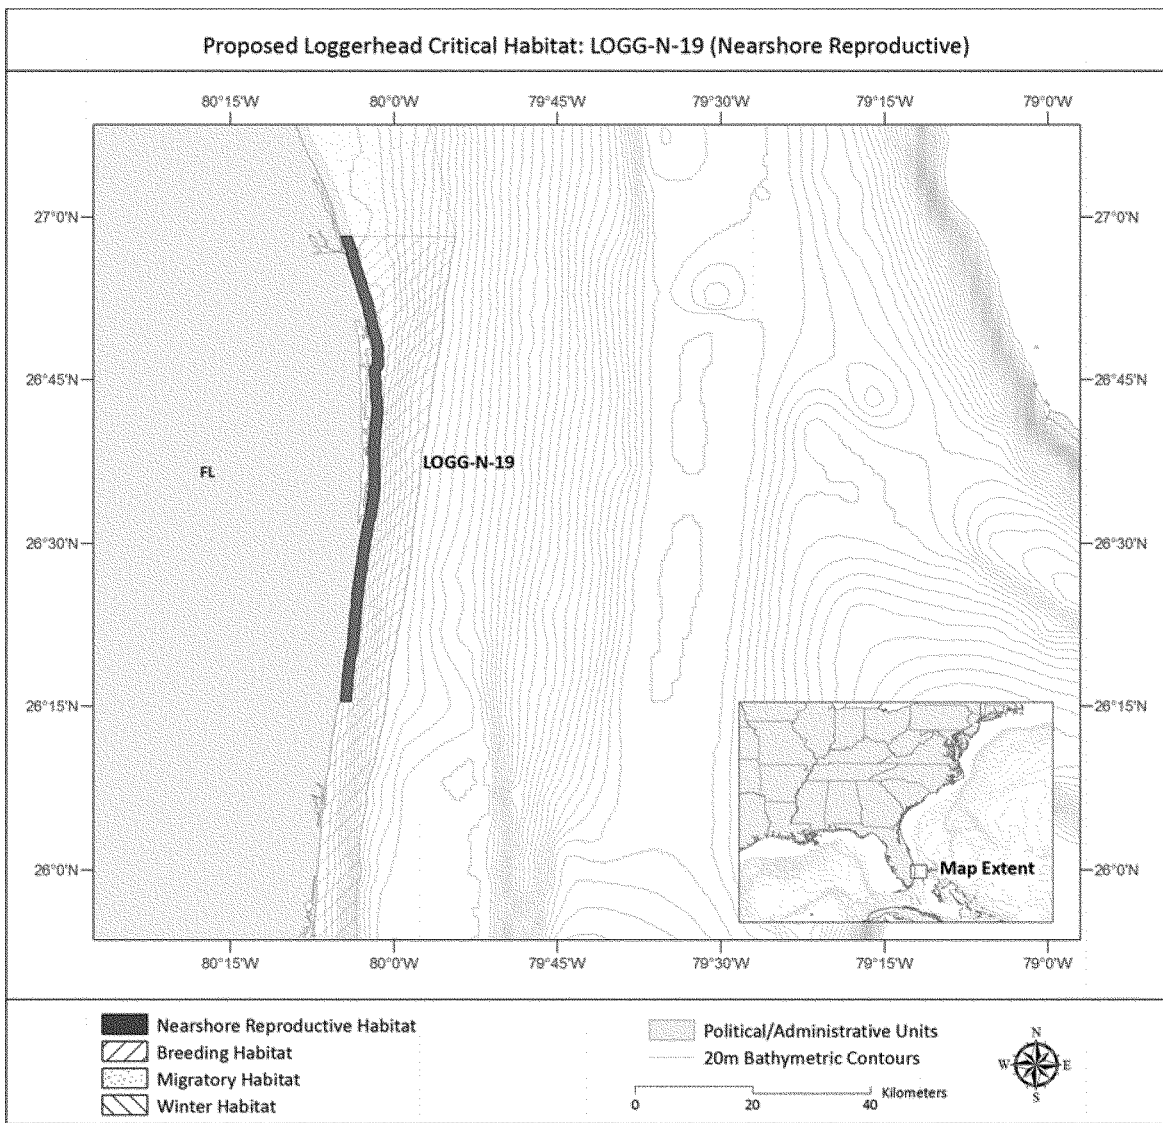 Proposed Loggerhead Critical Habitat: LOGG-N-19 (Nearshore Reproductive)
80°15'W 80°0'W 79°45'W 79°30'W 79°15'W 79°0'W
27°0'N 27°0'N
26°45'N 26°45'N
LOGG-N-19
FL
26°30'N 26°30'N
26°15'N 26°15'N
26°0'N Map Extent 26°0'N
80°15'W 80°0'W 79°45'W 79°30'W 79°15'W 79°0'W
Nearshore Reproductive Habitat
Breeding Habitat
Migratory Habitat
Winter Habitat
Political/Administrative Units
20m Bathymetric Contours
Kilometers
0 20 40
N
W E
S